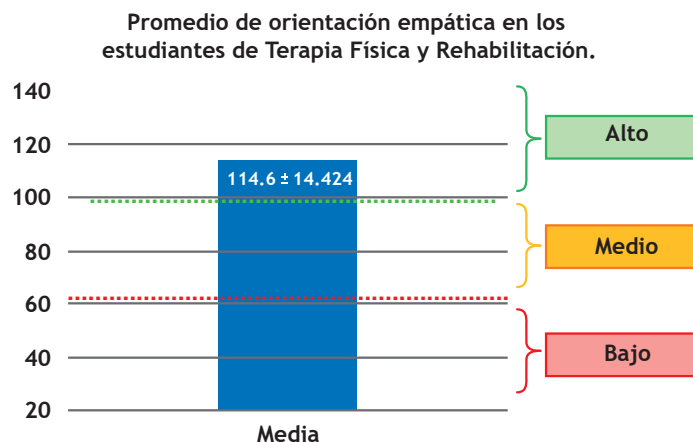 Promedio de orientación empática en los
estudiantes de Terapia Física y Rehabilitación.
140
120
100
80
60
40
20
114.6 ± 14.424
Media
Alto
Medio
Bajo